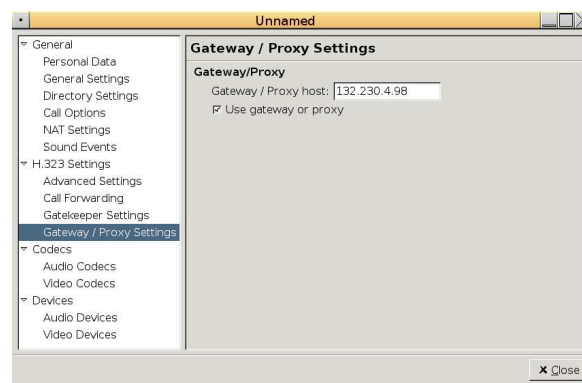 Unnamed
General
Personal Data
General Settings
Directory Settings
Call Options
NAT Settings
Sound Events
H.323 Settings
Advanced Settings
Call Forwarding
Gatekeeper Settings
Gateway / Proxy Settings
Codecs
Audio Codecs
Video Codecs
Devices
Audio Devices
Video Devices
Gateway / Proxy Settings
Gateway/Proxy
Gateway / Proxy host: 132.230.4.98
Use gateway or proxy
Close